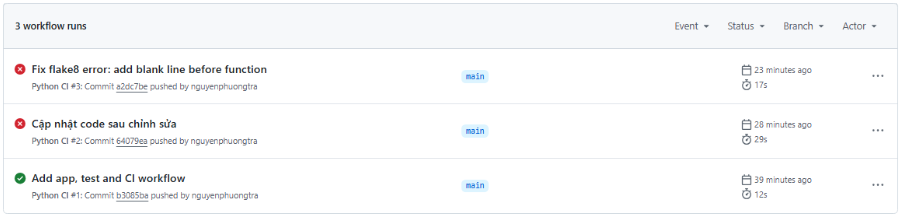 3 workflow runs Event Status Branch Actor
Fix flake8 error: add blank line before function
main
23 minutes ago
Python CI #3: Commit a2dc7be pushed by nguyenphuongtra
17s
Cập nhật code sau chỉnh sửa
main
28 minutes ago
Python CI #2: Commit 64079ea pushed by nguyenphuongtra
29s
Add app, test and CI workflow
main
39 minutes ago
Python CI #1: Commit b3085ba pushed by nguyenphuongtra
12s